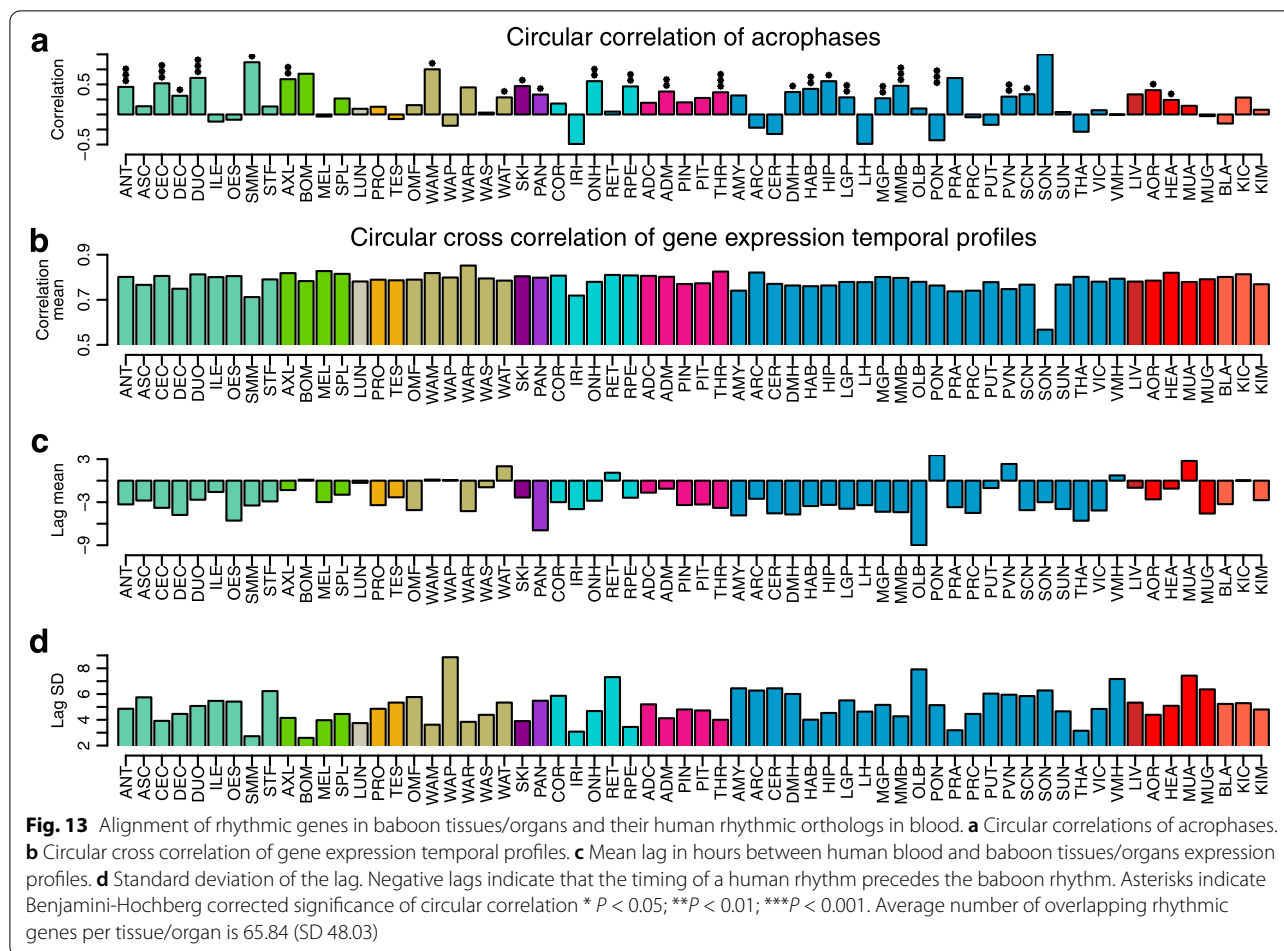 a
Circular correlation of acrophases
Correlation
0.5
−0.5
ANT ASC CEC DEC DUO ILE OES SMM STF AXL BOM MEL SPL LUN PRO TES OMF WAM WAP WAR WAS WAT SKI PAN COR IRI ONH RET RPE ADC ADM PIN PIT THR AMY ARC CER DMH HAB HIP LGP LH MGP MMB OLB PON PRA PRC PUT PVN SCN SON SUN THA VIC VMH LIV AOR HEA MUA MUG BLA KIC KIM
b
Circular cross correlation of gene expression temporal profiles
Correlation
mean
0.9
0.7
0.5
ANT ASC CEC DEC DUO ILE OES SMM STF AXL BOM MEL SPL LUN PRO TES OMF WAM WAP WAR WAS WAT SKI PAN COR IRI ONH RET RPE ADC ADM PIN PIT THR AMY ARC CER DMH HAB HIP LGP LH MGP MMB OLB PON PRA PRC PUT PVN SCN SON SUN THA VIC VMH LIV AOR HEA MUA MUG BLA KIC KIM
c
Lag mean
3
−3
−9
ANT ASC CEC DEC DUO ILE OES SMM STF AXL BOM MEL SPL LUN PRO TES OMF WAM WAP WAR WAS WAT SKI PAN COR IRI ONH RET RPE ADC ADM PIN PIT THR AMY ARC CER DMH HAB HIP LGP LH MGP MMB OLB PON PRA PRC PUT PVN SCN SON SUN THA VIC VMH LIV AOR HEA MUA MUG BLA KIC KIM
d
Lag SD
8
6
4
2
ANT ASC CEC DEC DUO ILE OES SMM STF AXL BOM MEL SPL LUN PRO TES OMF WAM WAP WAR WAS WAT SKI PAN COR IRI ONH RET RPE ADC ADM PIN PIT THR AMY ARC CER DMH HAB HIP LGP LH MGP MMB OLB PON PRA PRC PUT PVN SCN SON SUN THA VIC VMH LIV AOR HEA MUA MUG BLA KIC KIM
Fig. 13 Alignment of rhythmic genes in baboon tissues/organs and their human rhythmic orthologs in blood. a Circular correlations of acrophases.
b Circular cross correlation of gene expression temporal profiles. c Mean lag in hours between human blood and baboon tissues/organs expression
profiles. d Standard deviation of the lag. Negative lags indicate that the timing of a human rhythm precedes the baboon rhythm. Asterisks indicate
Benjamini-Hochberg corrected significance of circular correlation * P < 0.05; **P < 0.01; ***P < 0.001. Average number of overlapping rhythmic
genes per tissue/organ is 65.84 (SD 48.03)